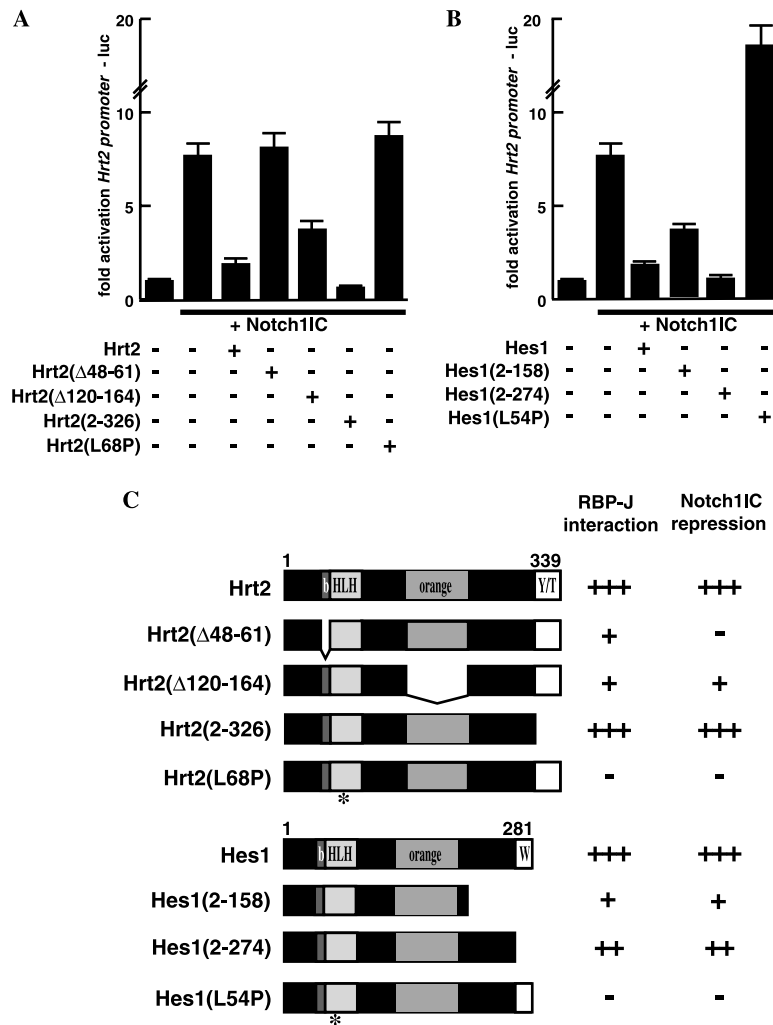 A
B
20
10
5
0
fold activation Hrt2 promoter - luc
20
10
5
0
fold activation Hrt2 promoter - luc
+ Notch1IC
+ Notch1IC
Hrt2 - - + - - - -
Hrt2(Δ48-61) - - - + - - -
Hrt2(Δ120-164) - - - - + - -
Hrt2(2-326) - - - - - + -
Hrt2(L68P) - - - - - - +
Hes1 - - + - - -
Hes1(2-158) - - - + - -
Hes1(2-274) - - - - + -
Hes1(L54P) - - - - - +
C
RBP-J interaction
Notch1IC repression
1 339
Hrt2 b HLH orange Y/T +++ +++
Hrt2(Δ48-61) + -
Hrt2(Δ120-164) + +
Hrt2(2-326) +++ +++
Hrt2(L68P) - -
*
1 281
Hes1 b HLH orange W +++ +++
Hes1(2-158) + +
Hes1(2-274) ++ ++
Hes1(L54P) - -
*